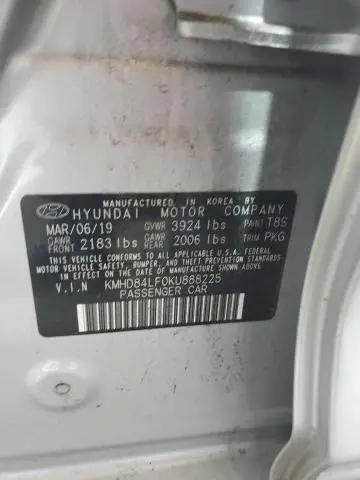 MANUFACTURED IN KOREA BY
HYUNDAI MOTOR COMPANY
MAR/06/19 GVWR 3924 lbs PAINT T8S
GAWR FRONT 2183 lbs GAWR REAR 2006 lbs TRIM PKG
THIS VEHICLE CONFORMS TO ALL APPLICABLE U.S.A. FEDERAL
MOTOR VEHICLE SAFETY, BUMPER, AND THEFT PREVENTION STANDARDS
IN EFFECT ON THE DATE OF MANUFACTURE SHOWN ABOVE.
V.I.N KMHD84LF0KU888225
PASSENGER CAR